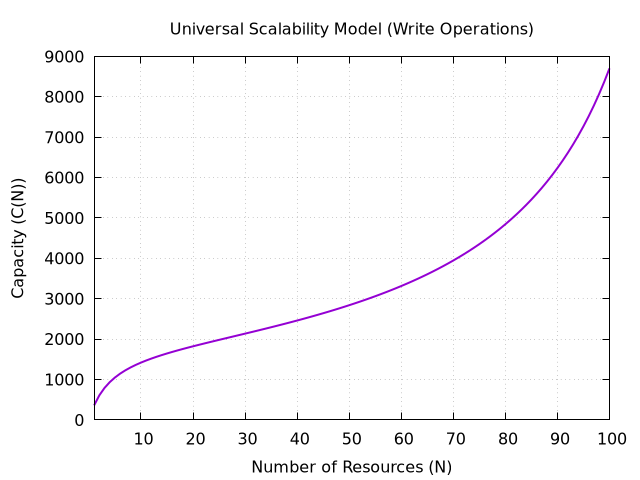 Universal Scalability Model (Write Operations)
9000
8000
7000
6000
5000
4000
3000
2000
1000
0
Capacity (C(N))
10 20 30 40 50 60 70 80 90 100
Number of Resources (N)